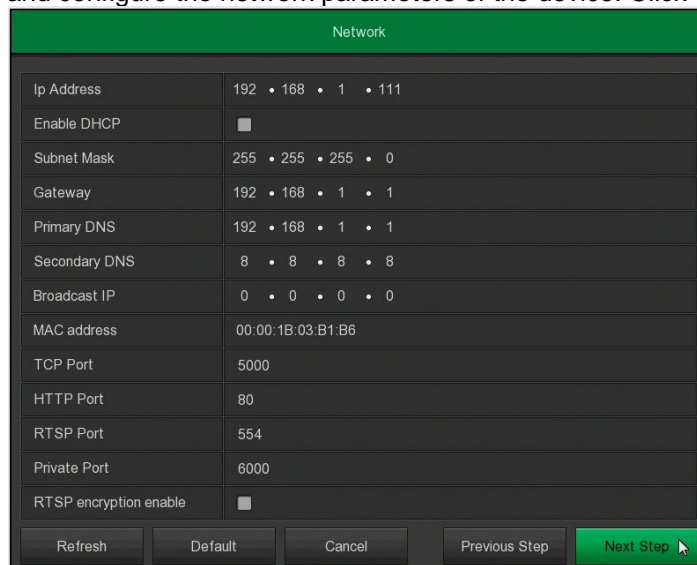 and configure the network parameters of the device. Click
Network
Ip Address 192 • 168 • 1 • 111
Enable DHCP
Subnet Mask 255 • 255 • 255 • 0
Gateway 192 • 168 • 1 • 1
Primary DNS 192 • 168 • 1 • 1
Secondary DNS 8 • 8 • 8 • 8
Broadcast IP 0 • 0 • 0 • 0
MAC address 00:00:1B:03:B1:B6
TCP Port 5000
HTTP Port 80
RTSP Port 554
Private Port 6000
RTSP encryption enable
Refresh Default Cancel Previous Step Next Step